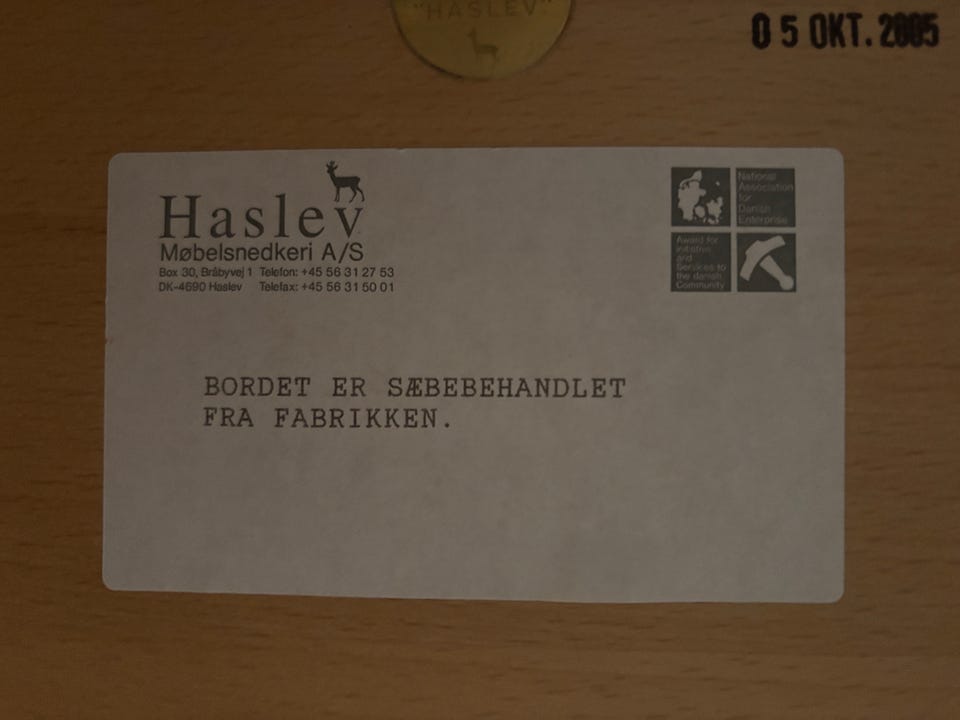 "HASLEV"
05 OKT. 2005
Haslev
Møbelsnedkeri A/S
Box 30, Bråbyvej 1 Telefon: +45 56 31 27 53
DK-4690 Haslev Telefax: +45 56 31 50 01
National
Association
for
Danish
Enterprise
Award for
initiative
and
Services to
the danish
Community
BORDET ER SÆBEBEHANDLET
FRA FABRIKKEN.